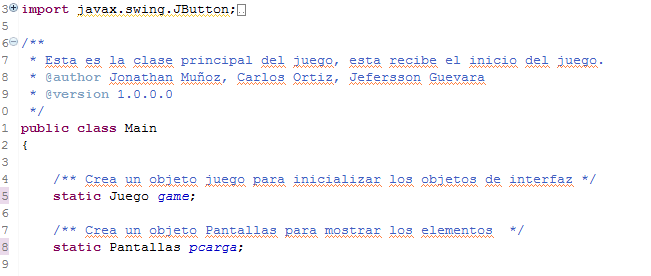 3 import javax.swing.JButton;
5
6 /**
7  * Esta es la clase principal del juego, esta recibe el inicio del juego.
8  * @author Jonathan Muñoz, Carlos Ortiz, Jefersson Guevara
9  * @version 1.0.0.0
0  */
1 public class Main
2 {
3
4     /** Crea un objeto juego para inicializar los objetos de interfaz */
5     static Juego game;
6
7     /** Crea un objeto Pantallas para mostrar los elementos  */
8     static Pantallas pcarga;
9